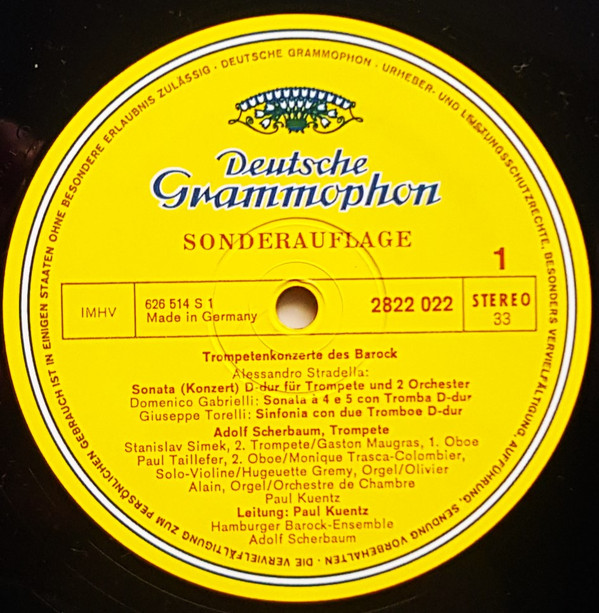 DEUTSCHE GRAMMOPHON · URHEBER- UND LEISTUNGSSCHUTZRECHTE, BESONDERS VERVIELFÄLTIGUNG, AUFFÜHRUNG, SENDUNG VORBEHALTEN · DIE VERVIELFÄLTIGUNG ZUM PERSÖNLICHEN GEBRAUCH IST IN EINIGEN STAATEN OHNE BESONDERE ERLAUBNIS ZULÄSSIG ·
Deutsche
Grammophon
SONDERAUFLAGE
1
IMHV
626 514 S 1
Made in Germany
2822 022
STEREO
33
Trompetenkonzerte des Barock
Alessandro Stradella:
Sonata (Konzert) D-dur für Trompete und 2 Orchester
Domenico Gabrielli: Sonata à 4 e 5 con Tromba D-dur
Giuseppe Torelli: Sinfonia con due Tromboe D-dur
Adolf Scherbaum, Trompete
Stanislav Simek, 2. Trompete/Gaston Maugras, 1. Oboe
Paul Taillefer, 2. Oboe/Monique Trasca-Colombier,
Solo-Violine/Hugeuette Gremy, Orgel/Olivier
Alain, Orgel/Orchestre de Chambre
Paul Kuentz
Leitung: Paul Kuentz
Hamburger Barock-Ensemble
Adolf Scherbaum